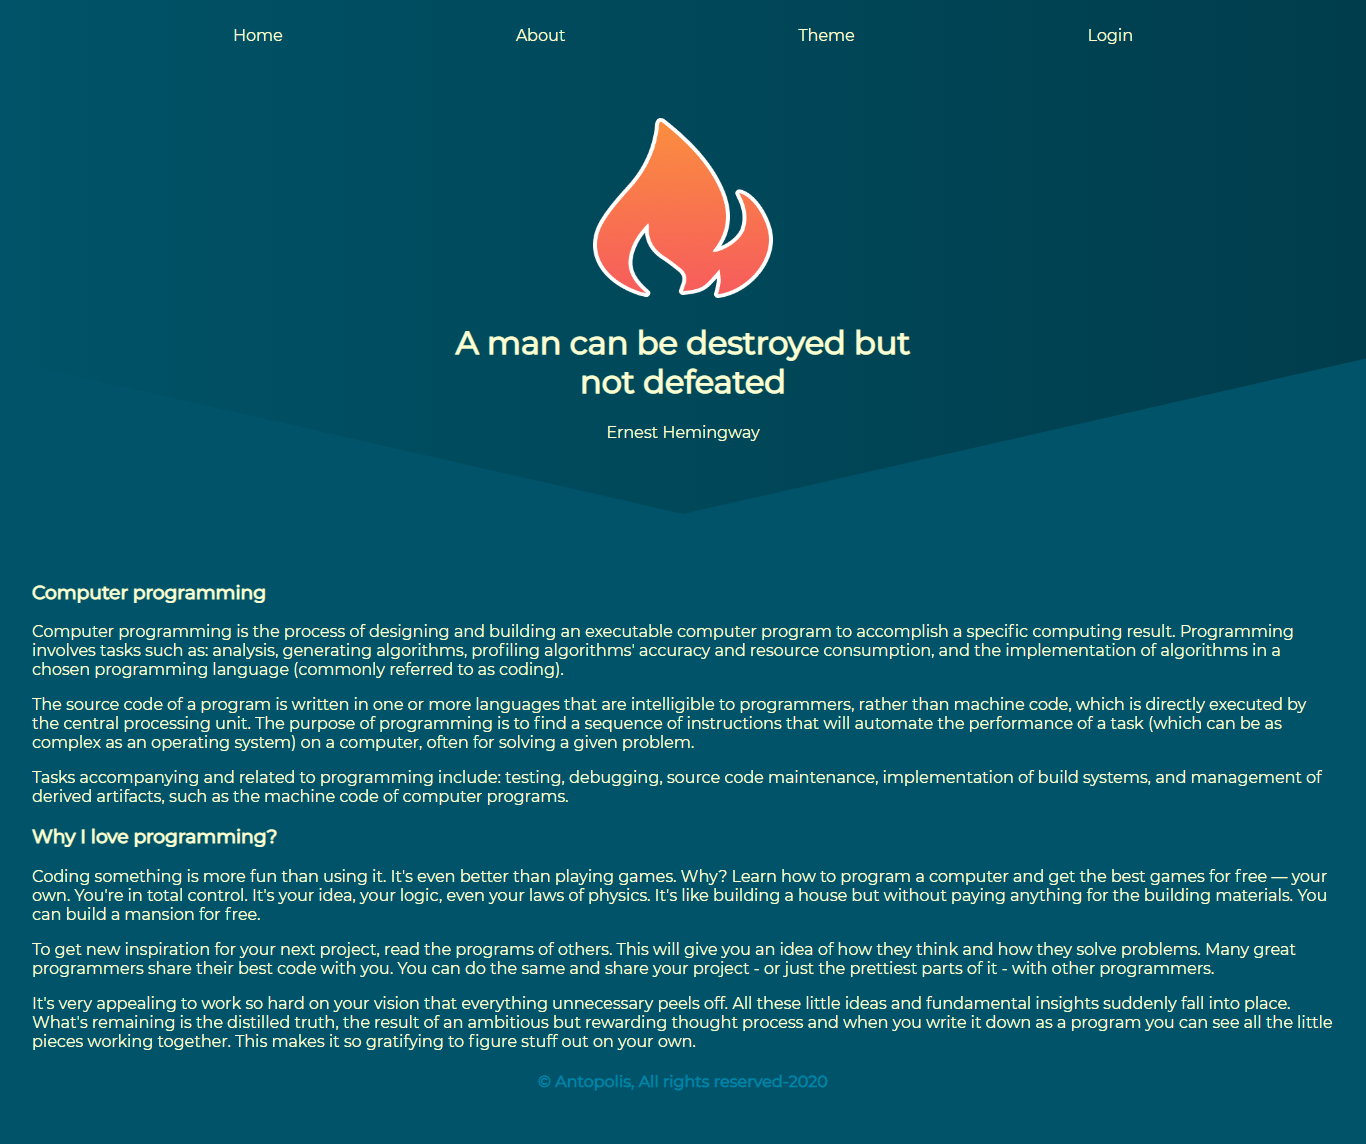 Home About Theme Login
A man can be destroyed but
not defeated
Ernest Hemingway
Computer programming
Computer programming is the process of designing and building an executable computer program to accomplish a specific computing result. Programming
involves tasks such as: analysis, generating algorithms, profiling algorithms' accuracy and resource consumption, and the implementation of algorithms in a
chosen programming language (commonly referred to as coding).
The source code of a program is written in one or more languages that are intelligible to programmers, rather than machine code, which is directly executed by
the central processing unit. The purpose of programming is to find a sequence of instructions that will automate the performance of a task (which can be as
complex as an operating system) on a computer, often for solving a given problem.
Tasks accompanying and related to programming include: testing, debugging, source code maintenance, implementation of build systems, and management of
derived artifacts, such as the machine code of computer programs.
Why I love programming?
Coding something is more fun than using it. It's even better than playing games. Why? Learn how to program a computer and get the best games for free — your
own. You're in total control. It's your idea, your logic, even your laws of physics. It's like building a house but without paying anything for the building materials. You
can build a mansion for free.
To get new inspiration for your next project, read the programs of others. This will give you an idea of how they think and how they solve problems. Many great
programmers share their best code with you. You can do the same and share your project - or just the prettiest parts of it - with other programmers.
It's very appealing to work so hard on your vision that everything unnecessary peels off. All these little ideas and fundamental insights suddenly fall into place.
What's remaining is the distilled truth, the result of an ambitious but rewarding thought process and when you write it down as a program you can see all the little
pieces working together. This makes it so gratifying to figure stuff out on your own.
© Antopolis, All rights reserved-2020